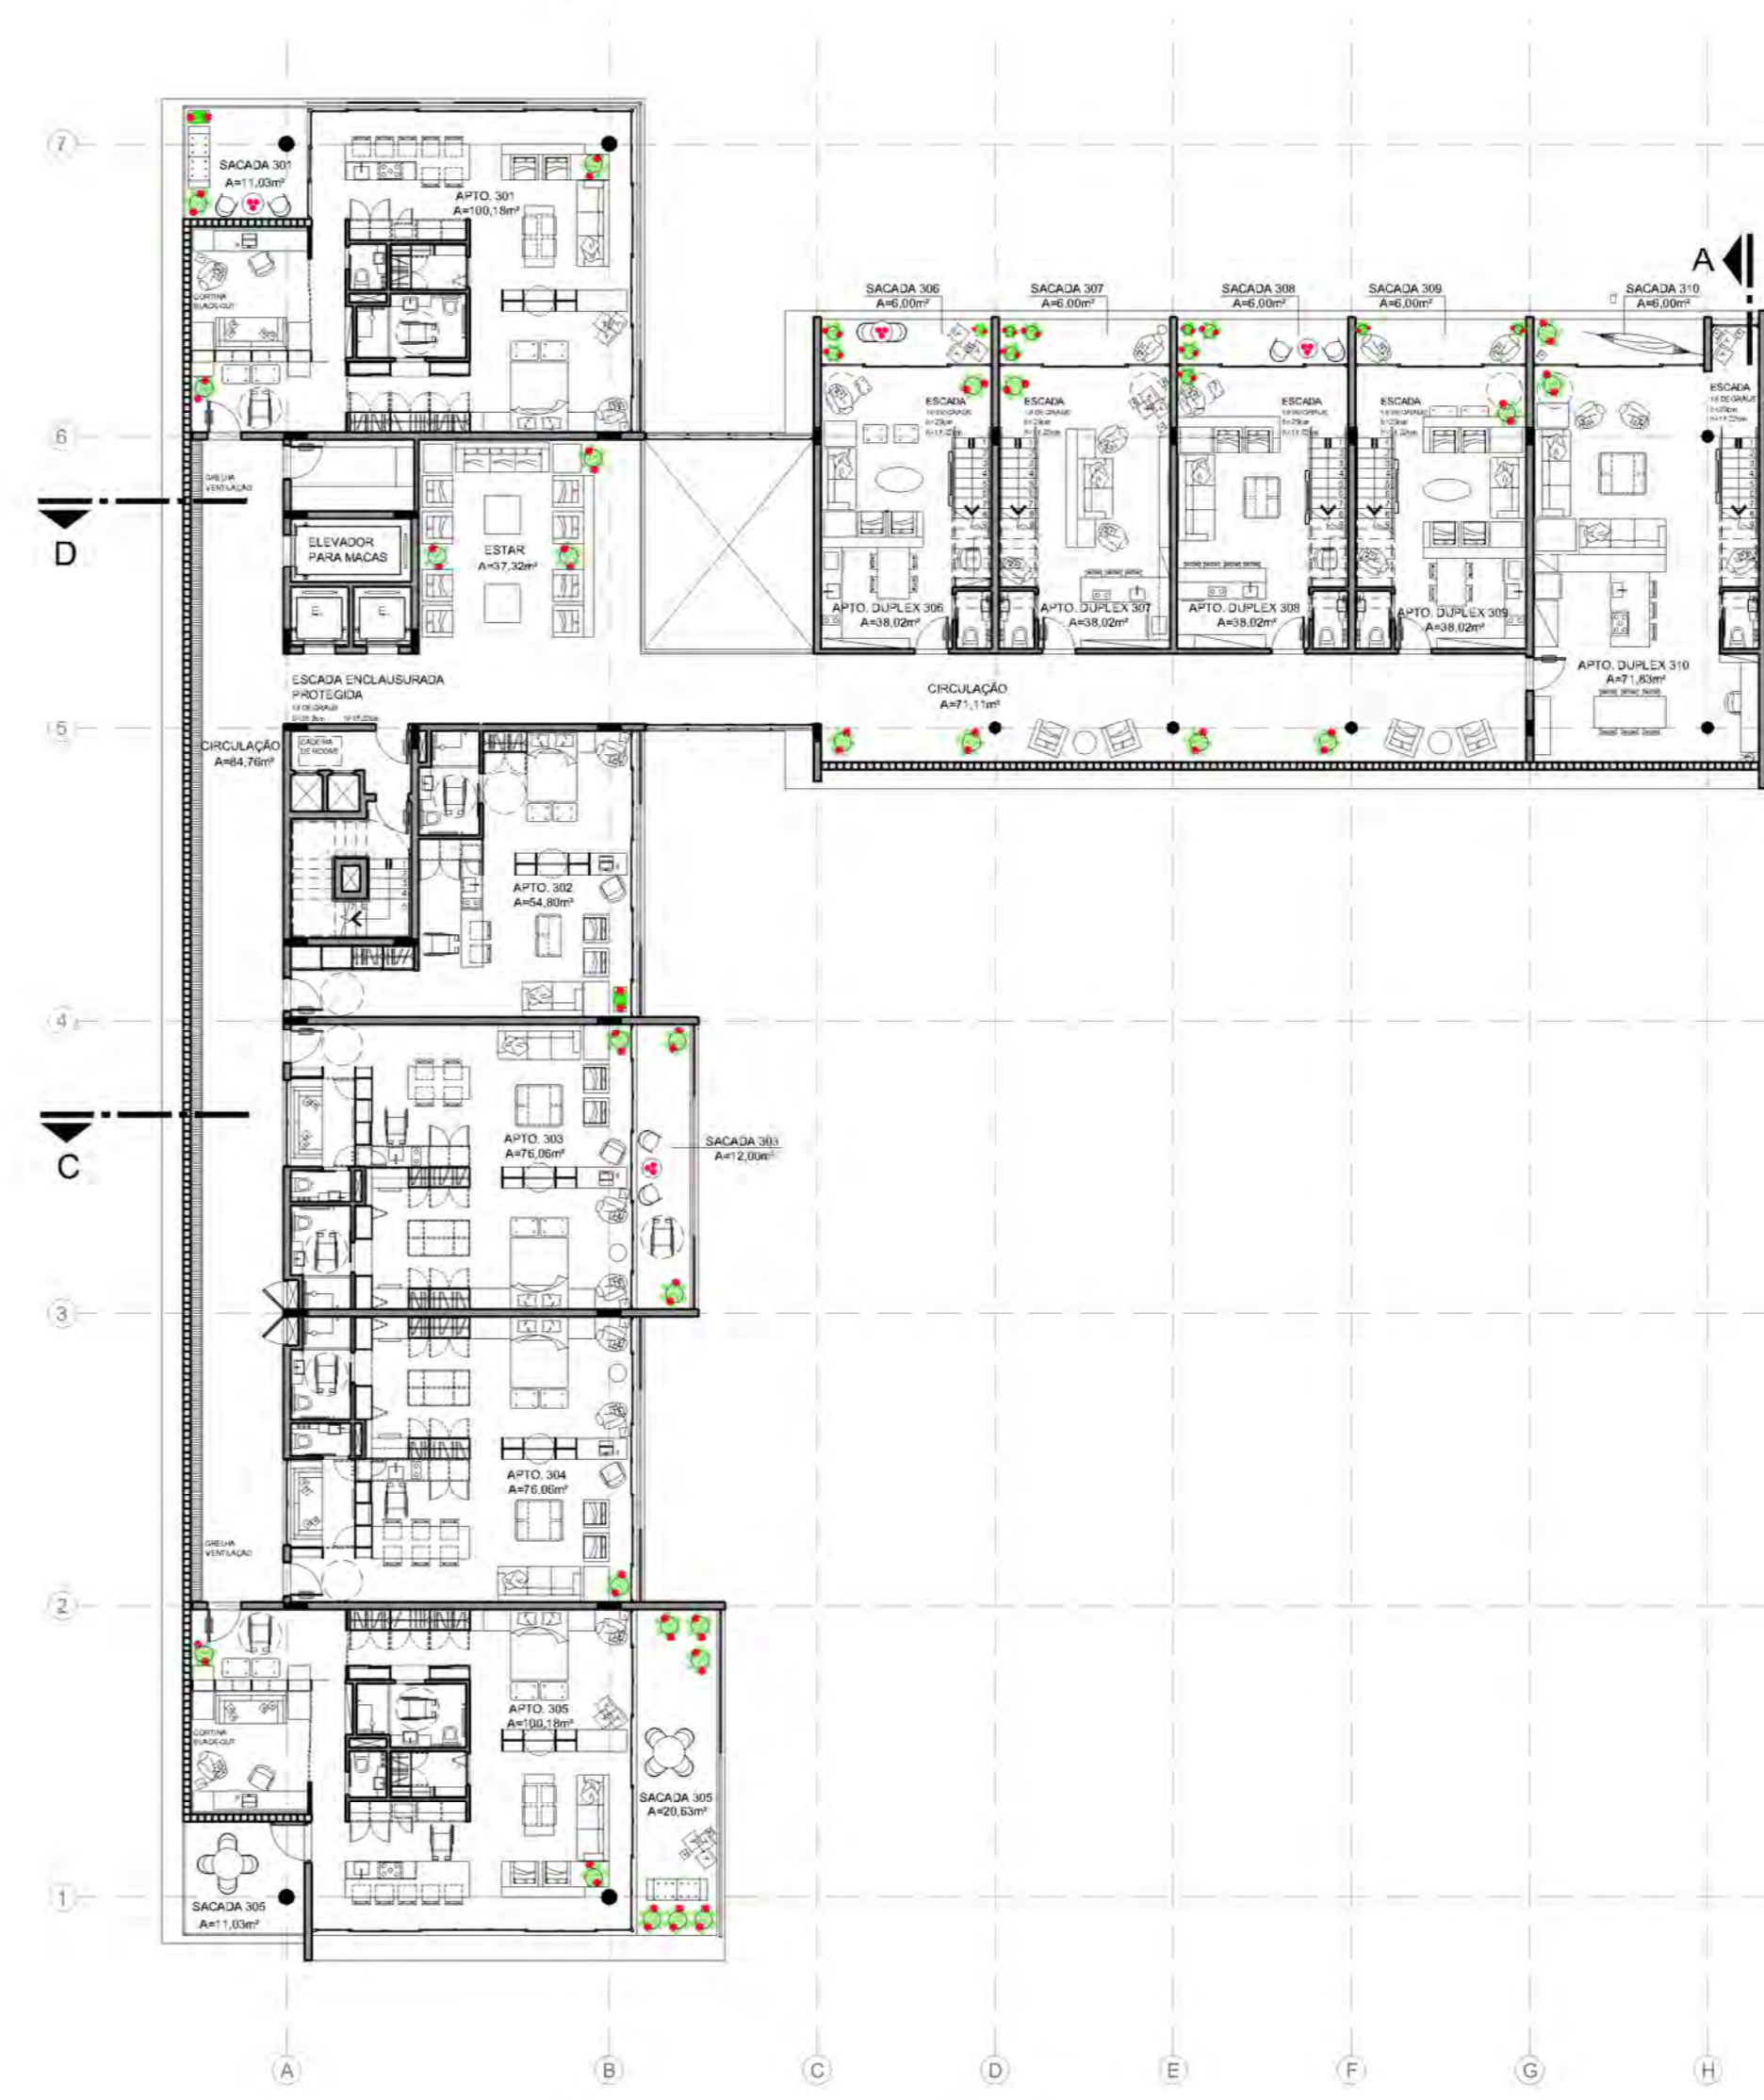 7
SACADA 301
A=11,03m²
APTO. 301
A=100,18m²
CORTINA
BLACK-OUT
A
SACADA 306
A=6,00m²
SACADA 307
A=6,00m²
SACADA 308
A=6,00m²
SACADA 309
A=6,00m²
SACADA 310
A=6,00m²
ESCADA
ESCADA
ESCADA
ESCADA
ESCADA
18 DEGRAUS
6
GRELHA
VENTILAÇÃO
D
ELEVADOR
PARA MACAS
E.
E.
ESTAR
A=37,32m²
APTO. DUPLEX 306
A=38,02m²
APTO. DUPLEX 307
A=38,02m²
APTO. DUPLEX 308
A=38,02m²
APTO. DUPLEX 309
A=38,02m²
APTO. DUPLEX 310
A=71,83m²
ESCADA ENCLAUSURADA
PROTEGIDA
CIRCULAÇÃO
A=71,11m²
5
CIRCULAÇÃO
A=84,76m²
CADEIRA
DE RODAS
APTO. 302
A=54,80m²
4
APTO. 303
A=76,06m²
SACADA 303
A=12,00m²
C
3
APTO. 304
A=76,06m²
GRELHA
VENTILAÇÃO
2
CORTINA
BLACK-OUT
APTO. 305
A=100,18m²
SACADA 305
A=20,63m²
1
SACADA 305
A=11,03m²
A
B
C
D
E
F
G
H